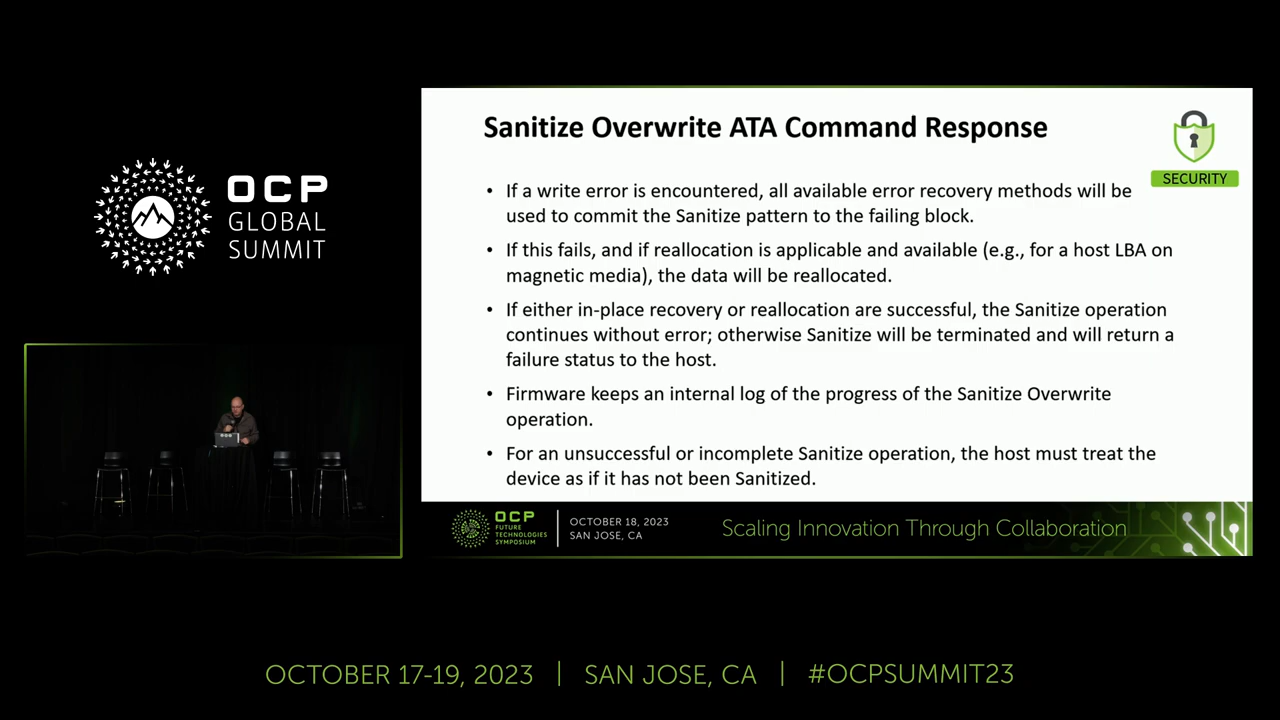 OCP
GLOBAL
SUMMIT
Sanitize Overwrite ATA Command Response
SECURITY
• If a write error is encountered, all available error recovery methods will be
used to commit the Sanitize pattern to the failing block.
• If this fails, and if reallocation is applicable and available (e.g., for a host LBA on
magnetic media), the data will be reallocated.
• If either in-place recovery or reallocation are successful, the Sanitize operation
continues without error; otherwise Sanitize will be terminated and will return a
failure status to the host.
• Firmware keeps an internal log of the progress of the Sanitize Overwrite
operation.
• For an unsuccessful or incomplete Sanitize operation, the host must treat the
device as if it has not been Sanitized.
OCP
FUTURE
TECHNOLOGIES
SYMPOSIUM
OCTOBER 18, 2023
SAN JOSE, CA
Scaling Innovation Through Collaboration
OCTOBER 17-19, 2023 | SAN JOSE, CA | #OCPSUMMIT23